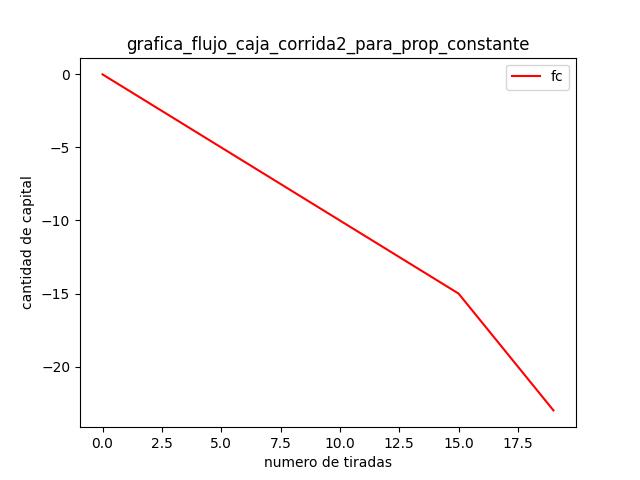 grafica_flujo_caja_corrida2_para_prop_constante
fc
0
−5
−10
−15
−20
cantidad de capital
0.0 2.5 5.0 7.5 10.0 12.5 15.0 17.5
numero de tiradas